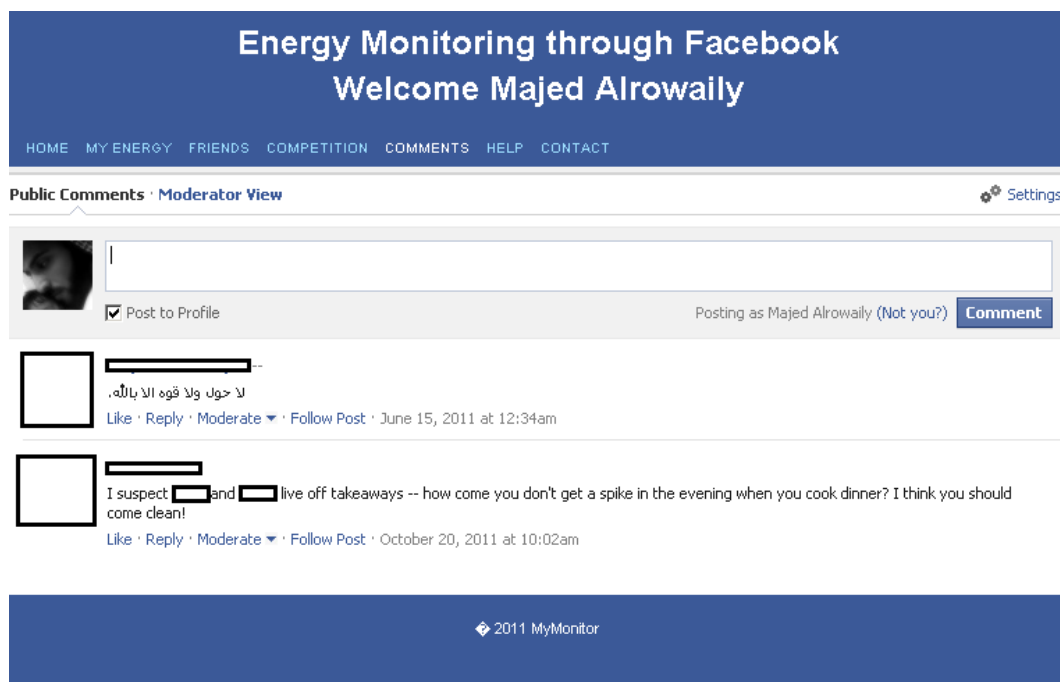 Energy Monitoring through Facebook
Welcome Majed Alrowaily
HOME MY ENERGY FRIENDS COMPETITION COMMENTS HELP CONTACT
Public Comments · Moderator View Settings
Post to Profile Posting as Majed Alrowaily (Not you?) Comment
--
لا حول ولا قوه الا بالله.
Like · Reply · Moderate · Follow Post · June 15, 2011 at 12:34am
I suspect and live off takeaways -- how come you don't get a spike in the evening when you cook dinner? I think you should
come clean!
Like · Reply · Moderate · Follow Post · October 20, 2011 at 10:02am
� 2011 MyMonitor